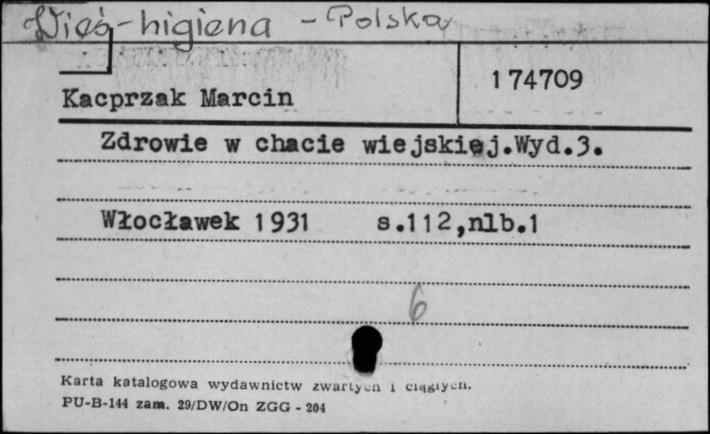 Wieś-higiena - Polska
174709
Kacprzak Marcin
Zdrowie w chacie wiejskiej.Wyd.3.
Włocławek 1931 s.112,nlb.1
6
Karta katalogowa wydawnictw zwartych i ciągłych.
PU-B-144 zam. 29/DW/On ZGG - 204